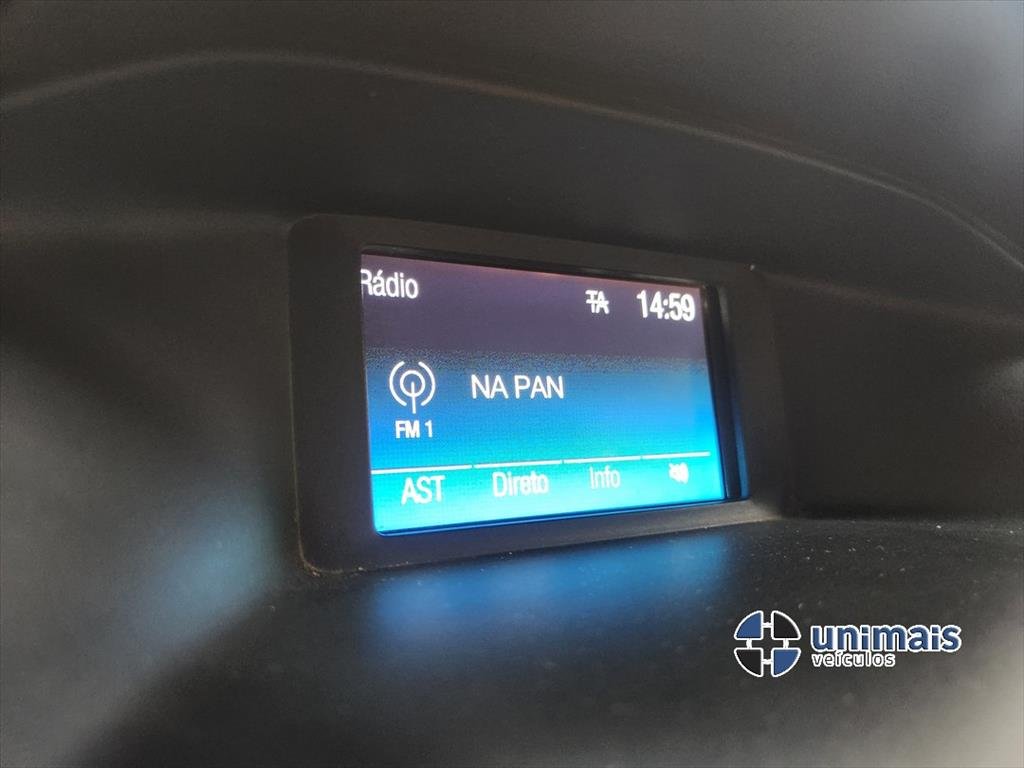 Rádio
TA 14:59
NA PAN
FM 1
AST Direto Info
unimais
veículos